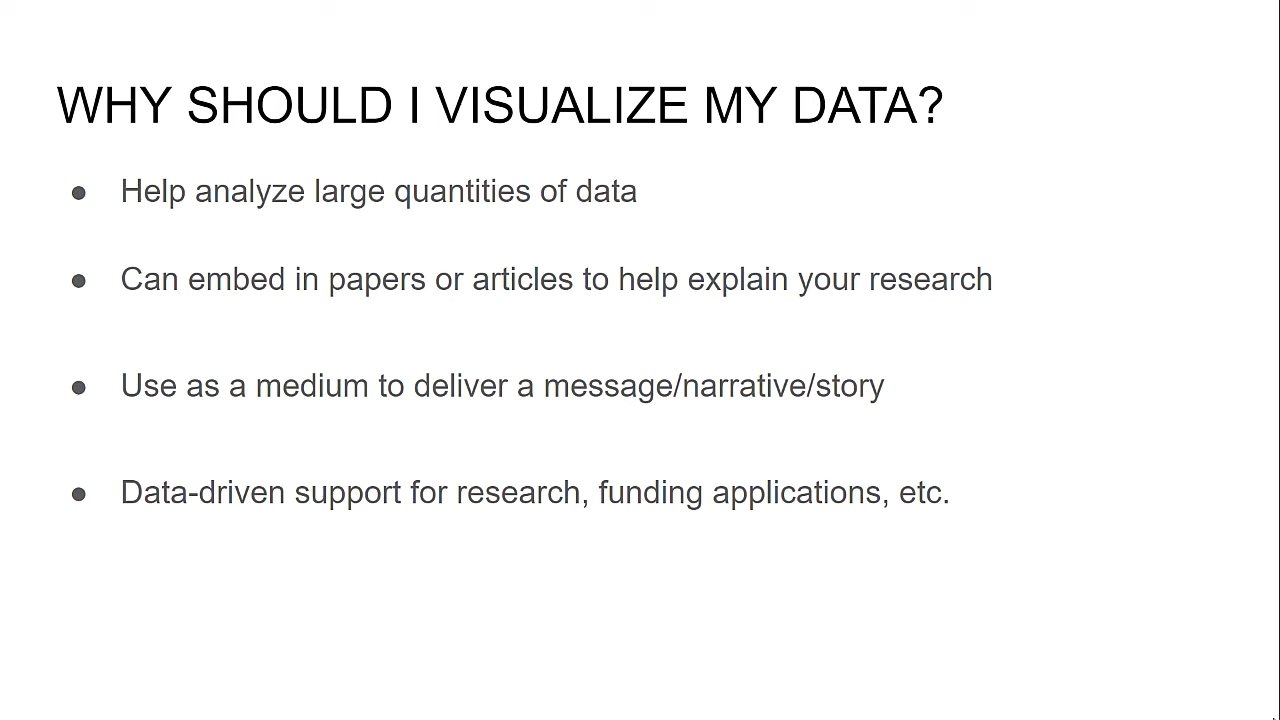 WHY SHOULD I VISUALIZE MY DATA?
● Help analyze large quantities of data
● Can embed in papers or articles to help explain your research
● Use as a medium to deliver a message/narrative/story
● Data-driven support for research, funding applications, etc.